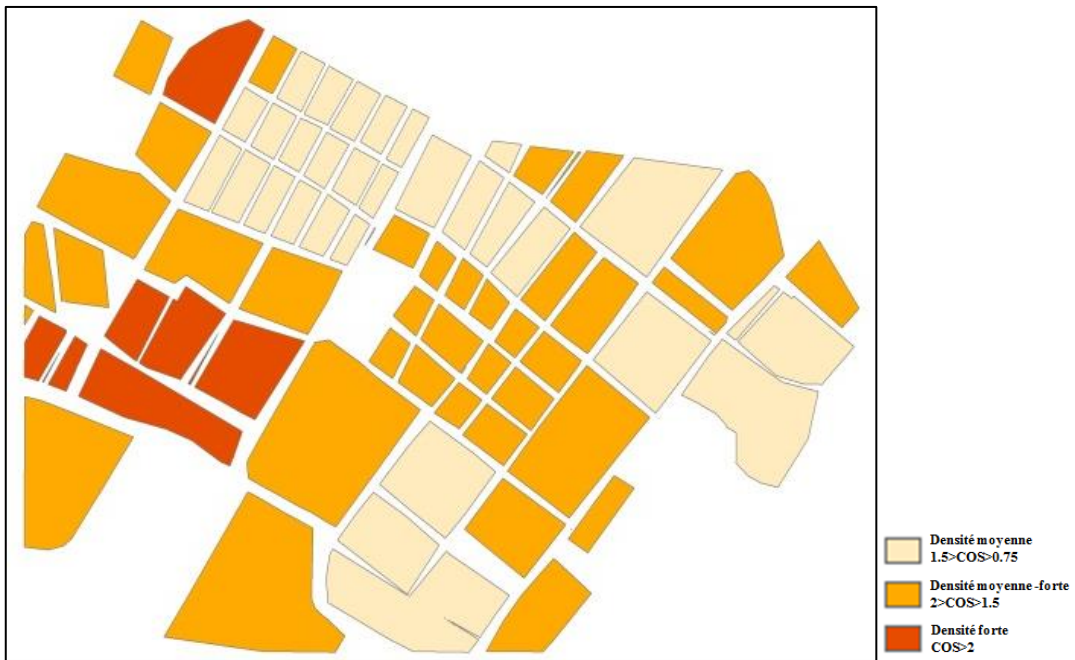 Densité moyenne
1.5>COS>0.75
Densité moyenne-forte
2>COS>1.5
Densité forte
COS>2